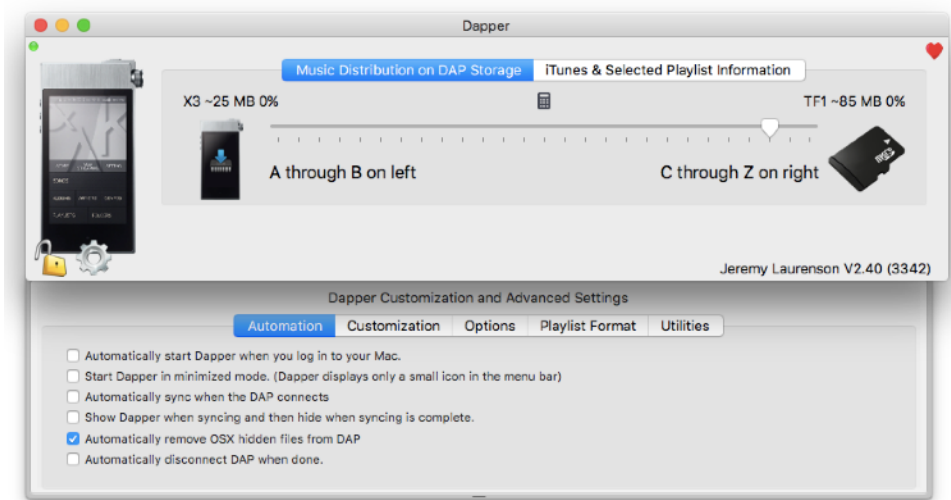 Dapper
Music Distribution on DAP Storage iTunes & Selected Playlist Information
X3 ~25 MB 0% TF1 ~85 MB 0%
A through B on left C through Z on right
Jeremy Laurenson V2.40 (3342)
Dapper Customization and Advanced Settings
Automation Customization Options Playlist Format Utilities
Automatically start Dapper when you log in to your Mac.
Start Dapper in minimized mode. (Dapper displays only a small icon in the menu bar)
Automatically sync when the DAP connects
Show Dapper when syncing and then hide when syncing is complete.
Automatically remove OSX hidden files from DAP
Automatically disconnect DAP when done.